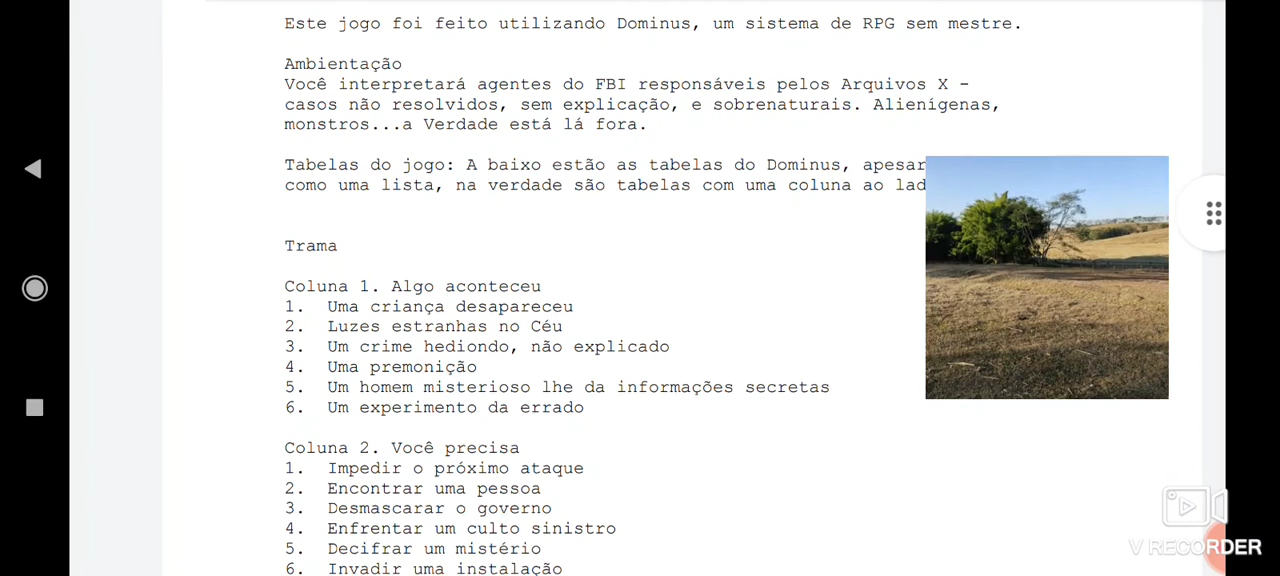 Este jogo foi feito utilizando Dominus, um sistema de RPG sem mestre.
Ambientação
Você interpretará agentes do FBI responsáveis pelos Arquivos X -
casos não resolvidos, sem explicação, e sobrenaturais. Alienígenas,
monstros...a Verdade está lá fora.
Tabelas do jogo: A baixo estão as tabelas do Dominus, apesar
como uma lista, na verdade são tabelas com uma coluna ao lad
Trama
Coluna 1. Algo aconteceu
1. Uma criança desapareceu
2. Luzes estranhas no Céu
3. Um crime hediondo, não explicado
4. Uma premonição
5. Um homem misterioso lhe da informações secretas
6. Um experimento da errado
Coluna 2. Você precisa
1. Impedir o próximo ataque
2. Encontrar uma pessoa
3. Desmascarar o governo
4. Enfrentar um culto sinistro
5. Decifrar um mistério
6. Invadir uma instalação
V RECORDER